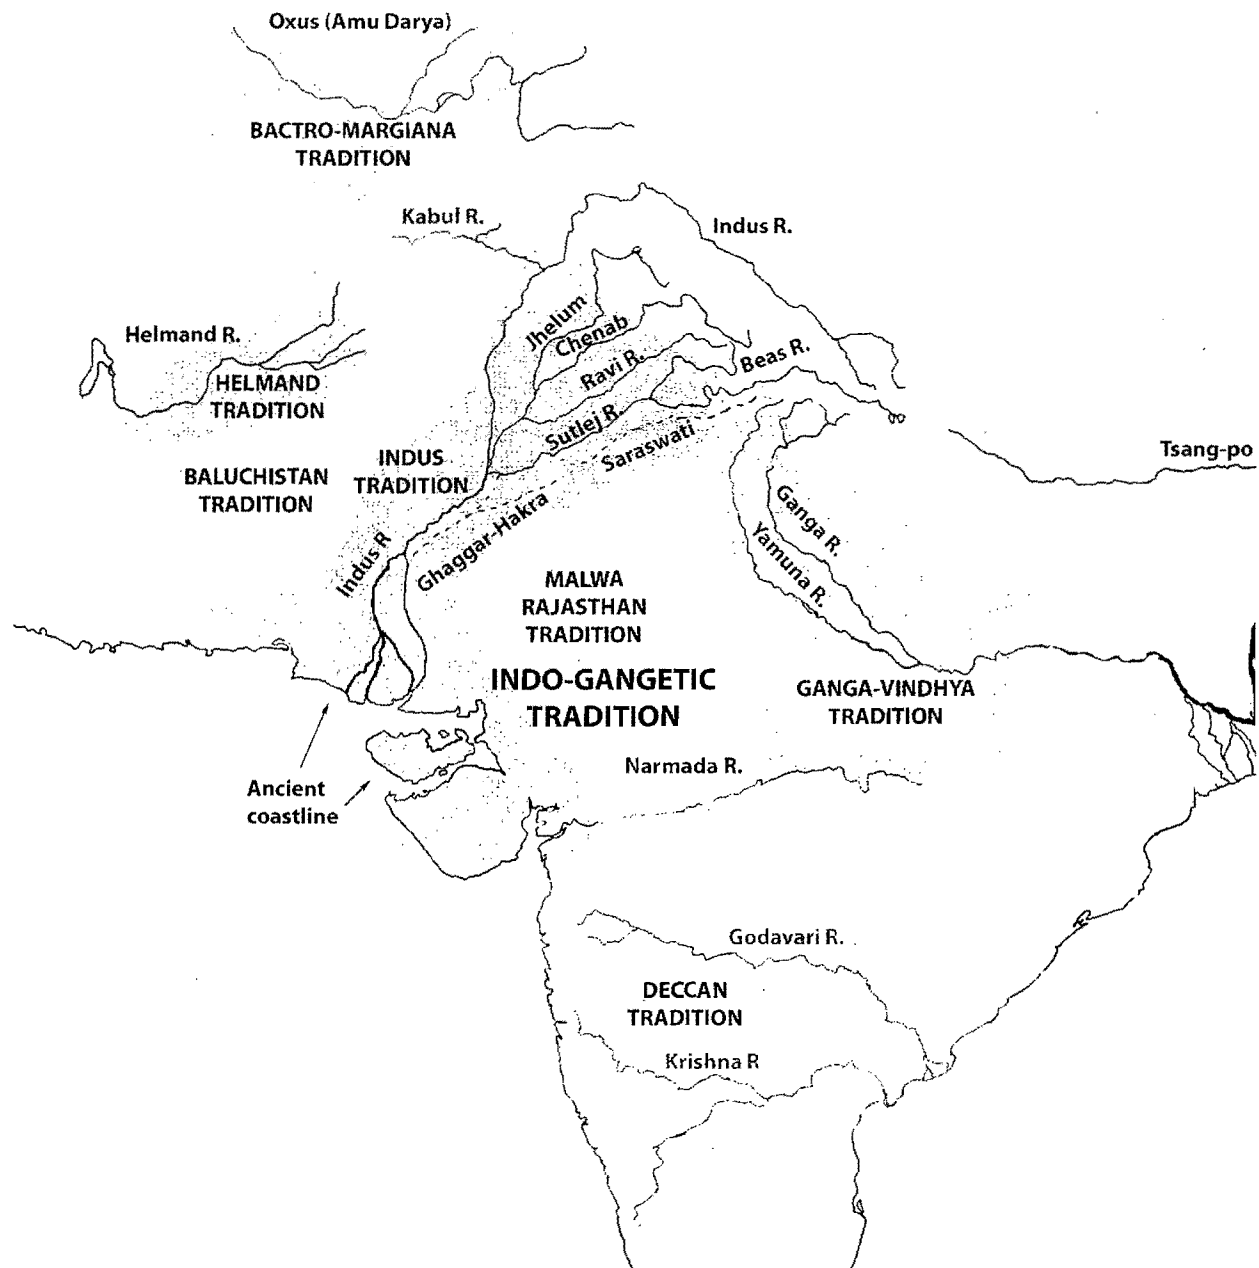 Oxus (Amu Darya)
BACTRO-MARGIANA
TRADITION
Kabul R.
Indus R.
Jhelum
Chenab
Helmand R.
Ravi R.
Beas R.
HELMAND
TRADITION
Sutlej R.
Saraswati
Tsang-po
INDUS
TRADITION
BALUCHISTAN
TRADITION
Ganga R.
Yamuna R.
Indus R
Ghaggar-Hakra
MALWA
RAJASTHAN
TRADITION
INDO-GANGETIC
TRADITION
GANGA-VINDHYA
TRADITION
Narmada R.
Ancient
coastline
Godavari R.
DECCAN
TRADITION
Krishna R